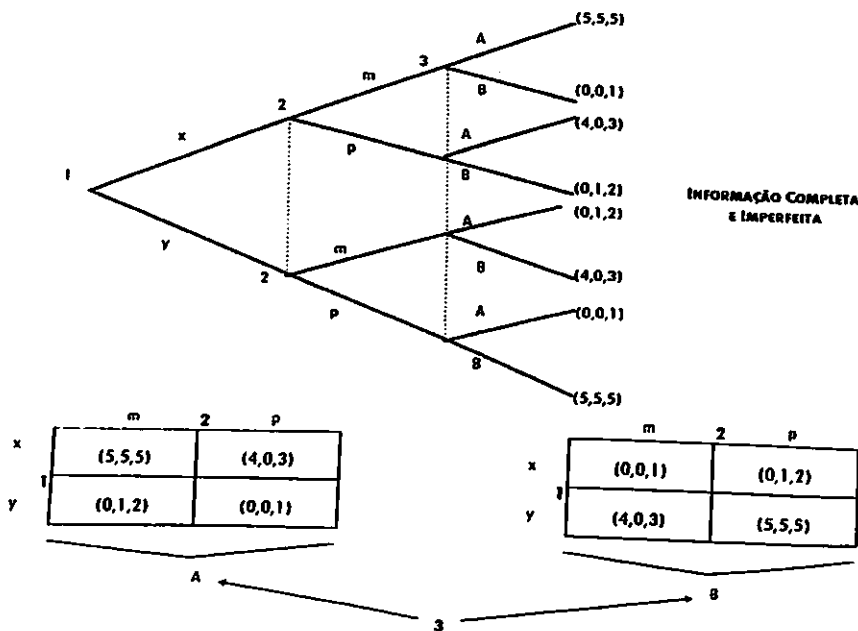 (5,5,5)
A
3
m
B
(0,0,1)
2
(4,0,3)
A
x
p
B
1
(0,1,2)
INFORMAÇÃO COMPLETA
E IMPERFEITA
(0,1,2)
A
y
m
B
2
(4,0,3)
p
A
(0,0,1)
B
(5,5,5)
m 2 p
x (5,5,5) (4,0,3)
1
y (0,1,2) (0,0,1)
A
m 2 p
x (0,0,1) (0,1,2)
1
y (4,0,3) (5,5,5)
B
3